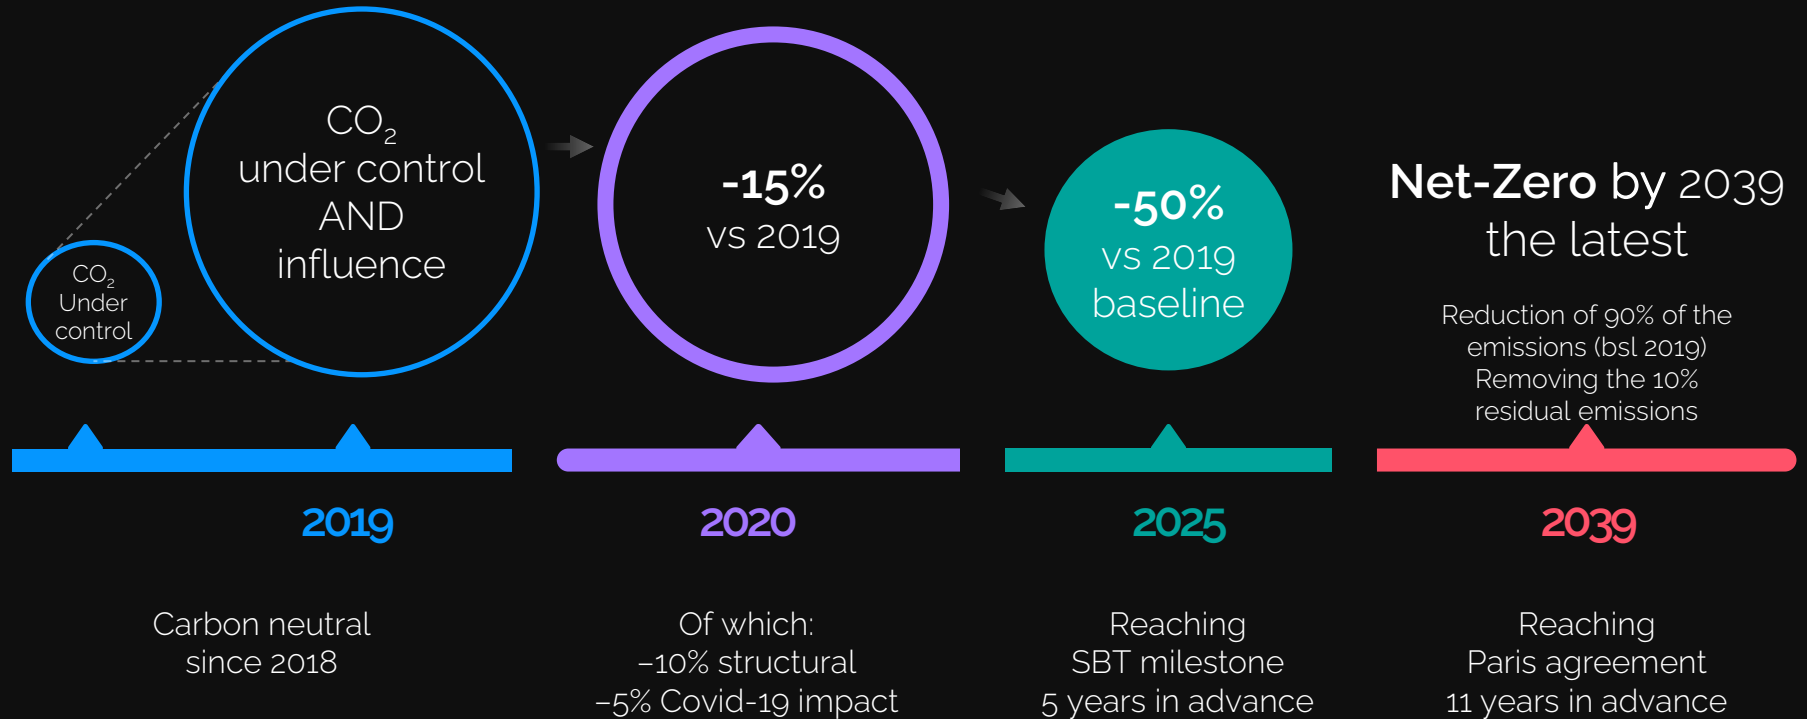 CO₂
Under
control
CO₂
under control
AND
influence
-15%
vs 2019
-50%
vs 2019
baseline
Net-Zero by 2039
the latest
Reduction of 90% of the
emissions (bsl 2019)
Removing the 10%
residual emissions
2019
2020
2025
2039
Carbon neutral
since 2018
Of which:
–10% structural
–5% Covid-19 impact
Reaching
SBT milestone
5 years in advance
Reaching
Paris agreement
11 years in advance